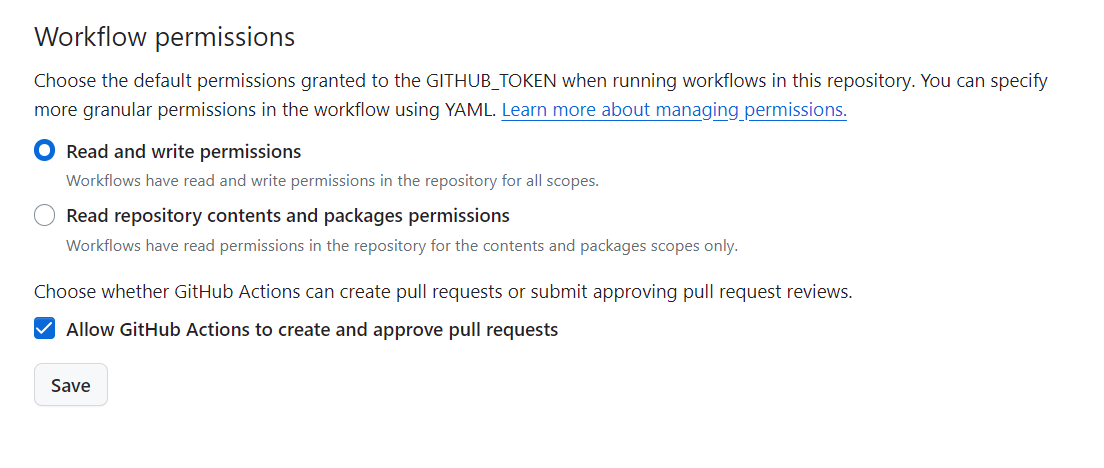 Workflow permissions
Choose the default permissions granted to the GITHUB_TOKEN when running workflows in this repository. You can specify
more granular permissions in the workflow using YAML. Learn more about managing permissions.
Read and write permissions
Workflows have read and write permissions in the repository for all scopes.
Read repository contents and packages permissions
Workflows have read permissions in the repository for the contents and packages scopes only.
Choose whether GitHub Actions can create pull requests or submit approving pull request reviews.
Allow GitHub Actions to create and approve pull requests
Save